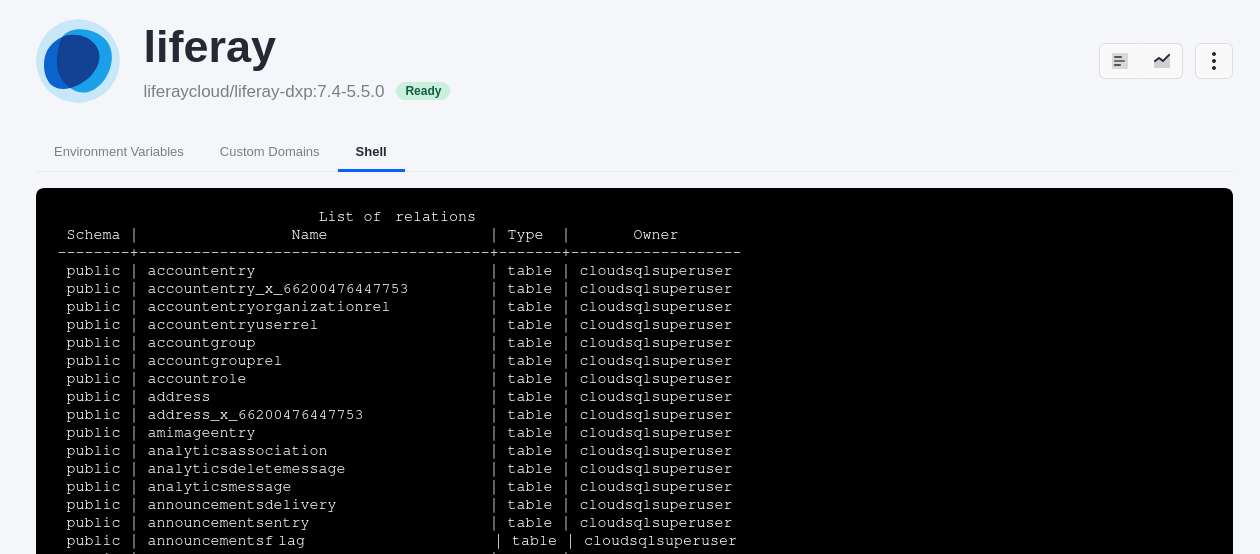 liferay
liferaycloud/liferay-dxp:7.4-5.5.0 Ready
Environment Variables Custom Domains Shell
List of relations
Schema | Name | Type | Owner
--------+---------------------------------------+-------+-------------------
public | accountentry | table | cloudsqlsuperuser
public | accountentry_x_66200476447753 | table | cloudsqlsuperuser
public | accountentryorganizationrel | table | cloudsqlsuperuser
public | accountentryuserrel | table | cloudsqlsuperuser
public | accountgroup | table | cloudsqlsuperuser
public | accountgrouprel | table | cloudsqlsuperuser
public | accountrole | table | cloudsqlsuperuser
public | address | table | cloudsqlsuperuser
public | address_x_66200476447753 | table | cloudsqlsuperuser
public | amimageentry | table | cloudsqlsuperuser
public | analyticsassociation | table | cloudsqlsuperuser
public | analyticsdeletemessage | table | cloudsqlsuperuser
public | analyticsmessage | table | cloudsqlsuperuser
public | announcementsdelivery | table | cloudsqlsuperuser
public | announcementsentry | table | cloudsqlsuperuser
public | announcementsflag | table | cloudsqlsuperuser